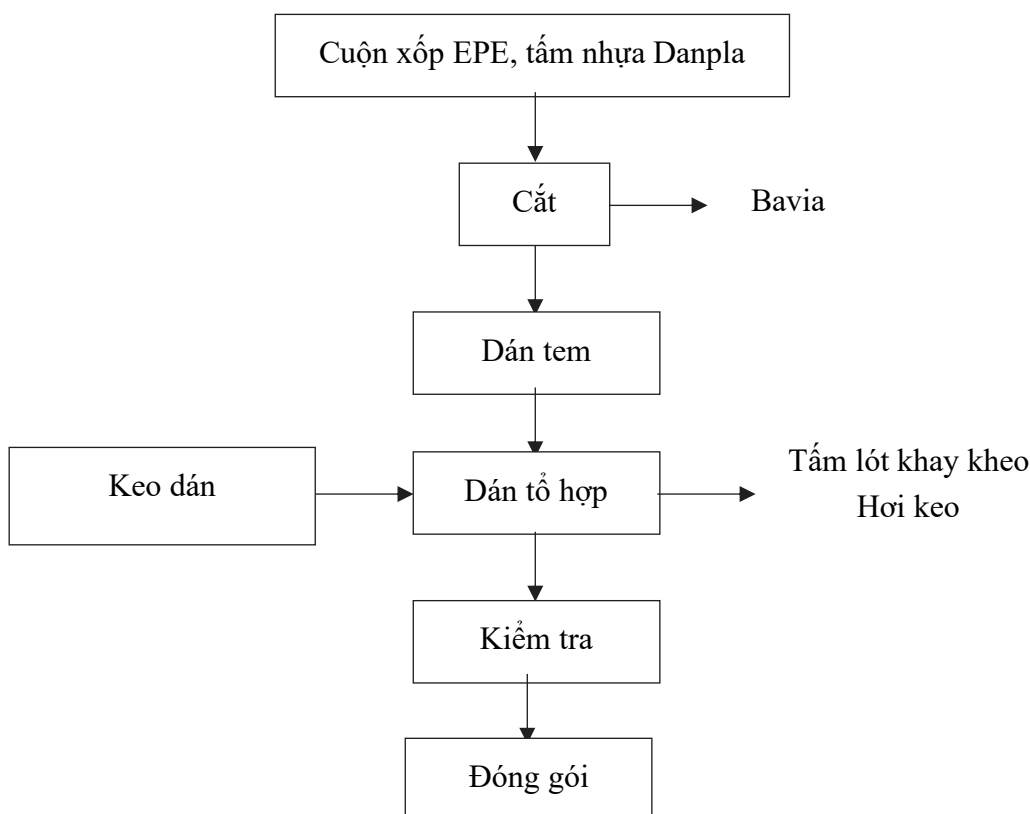 Cuộn xốp EPE, tấm nhựa Danpla
Cắt
Bavia
Dán tem
Keo dán
Dán tổ hợp
Tấm lót khay kheo
Hơi keo
Kiểm tra
Đóng gói